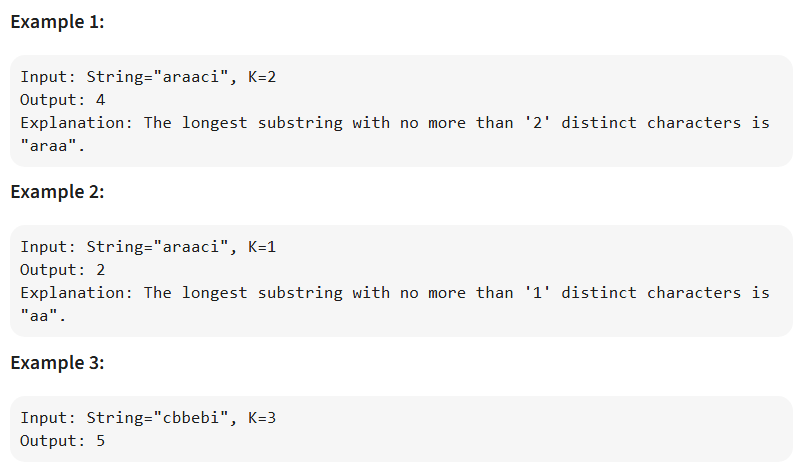 Example 1:
Input: String="araaci", K=2
Output: 4
Explanation: The longest substring with no more than '2' distinct characters is
"araa".
Example 2:
Input: String="araaci", K=1
Output: 2
Explanation: The longest substring with no more than '1' distinct characters is
"aa".
Example 3:
Input: String="cbbebi", K=3
Output: 5